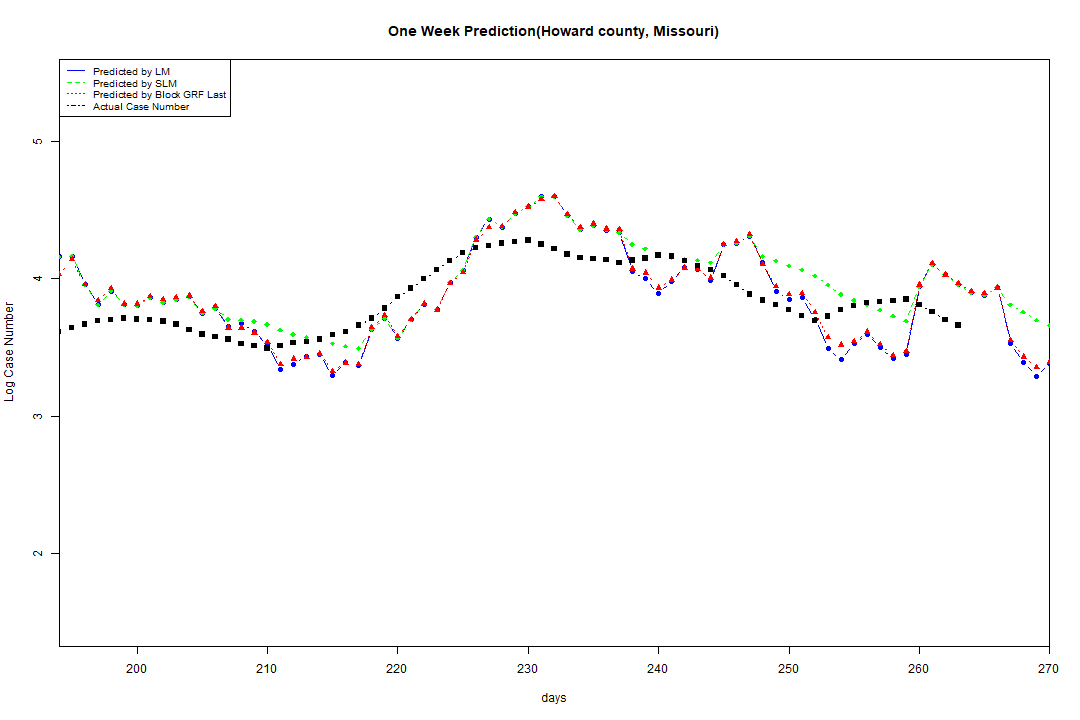 One Week Prediction(Howard county, Missouri)
Predicted by LM
Predicted by SLM
Predicted by Block GRF Last
Actual Case Number
5
4
3
2
Log Case Number
200 210 220 230 240 250 260 270
days